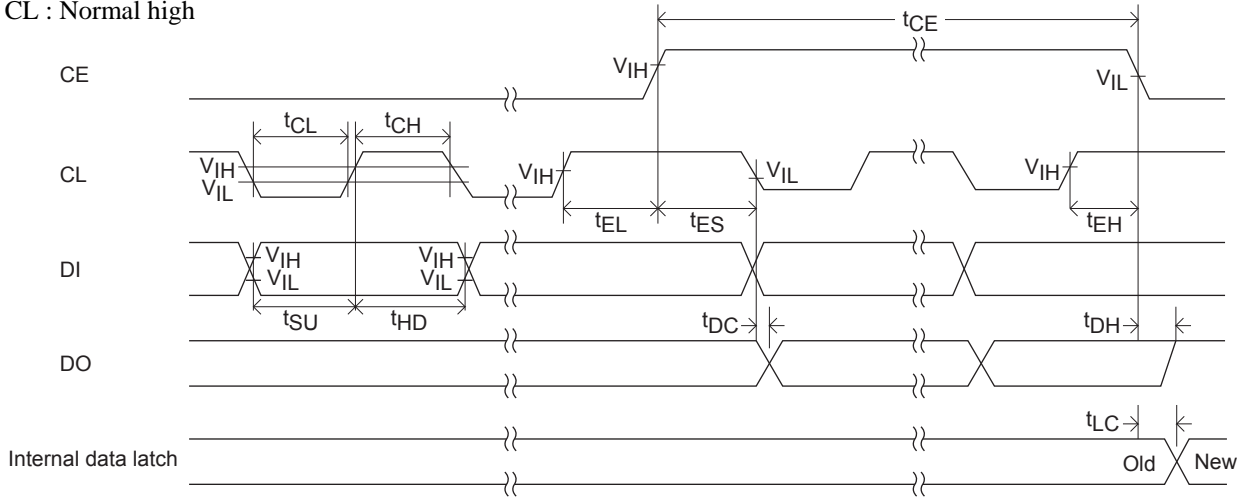 CL : Normal high
tCE
CE
VIH
VIL
tCL
tCH
CL
VIH
VIL
VIH
VIL
VIH
tEL
tES
tEH
DI
VIH
VIL
VIH
VIL
tSU
tHD
tDC
tDH
DO
tLC
Internal data latch
Old
New